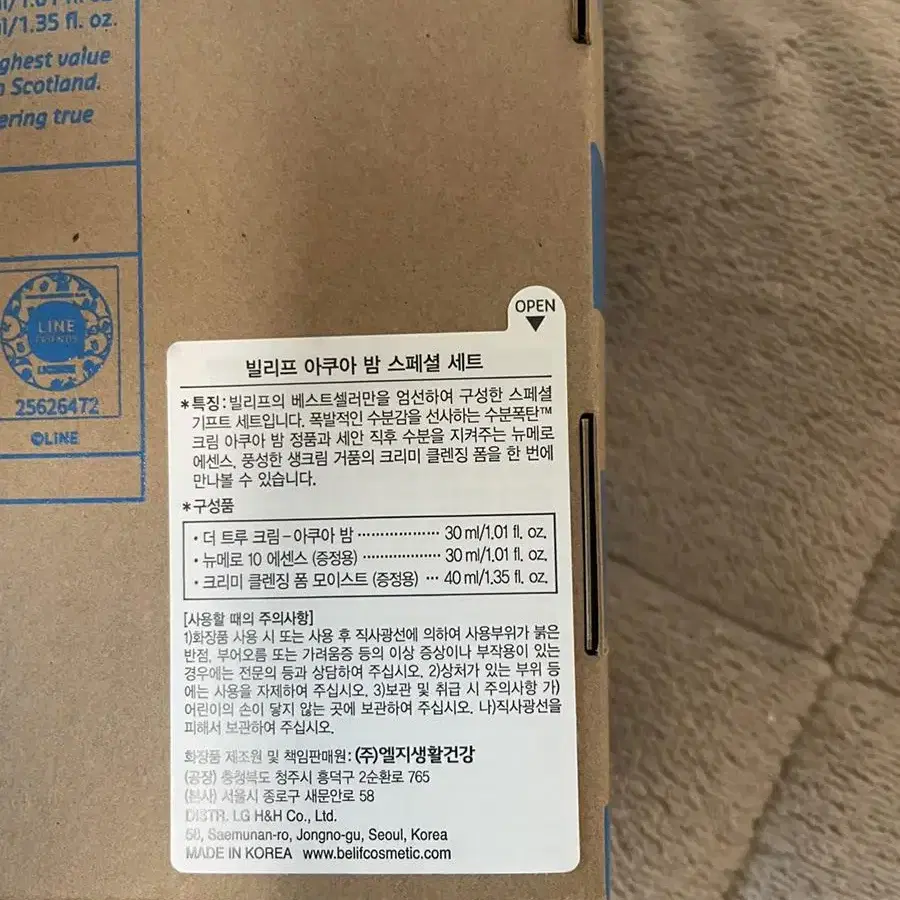 l/1.35 fl. oz.
ghest value
n Scotland.
ering true
LINE
FRIENDS
25626472
©LINE
OPEN
빌리프 아쿠아 밤 스페셜 세트
*특징: 빌리프의 베스트셀러만을 엄선하여 구성한 스페셜
기프트 세트입니다. 폭발적인 수분감을 선사하는 수분폭탄™
크림 아쿠아 밤 정품과 세안 직후 수분을 지켜주는 뉴메로
에센스, 풍성한 생크림 거품의 크리미 클렌징 폼을 한 번에
만나볼 수 있습니다.
*구성품
· 더 트루 크림 – 아쿠아 밤 ·················· 30 ml/1.01 fl. oz.
· 뉴메로 10 에센스 (증정용) ················· 30 ml/1.01 fl. oz.
· 크리미 클렌징 폼 모이스트 (증정용) ··· 40 ml/1.35 fl. oz.
[사용할 때의 주의사항]
1)화장품 사용 시 또는 사용 후 직사광선에 의하여 사용부위가 붉은
반점, 부어오름 또는 가려움증 등의 이상 증상이나 부작용이 있는
경우에는 전문의 등과 상담하여 주십시오. 2)상처가 있는 부위 등
에는 사용을 자제하여 주십시오. 3)보관 및 취급 시 주의사항 가)
어린이의 손이 닿지 않는 곳에 보관하여 주십시오. 나)직사광선을
피해서 보관하여 주십시오.
화장품 제조원 및 책임판매원: (주)엘지생활건강
(공장) 충청북도 청주시 흥덕구 2순환로 765
(본사) 서울시 종로구 새문안로 58
DISTR. LG H&H Co., Ltd.
58, Saemunan-ro, Jongno-gu, Seoul, Korea
MADE IN KOREA www.belifcosmetic.com